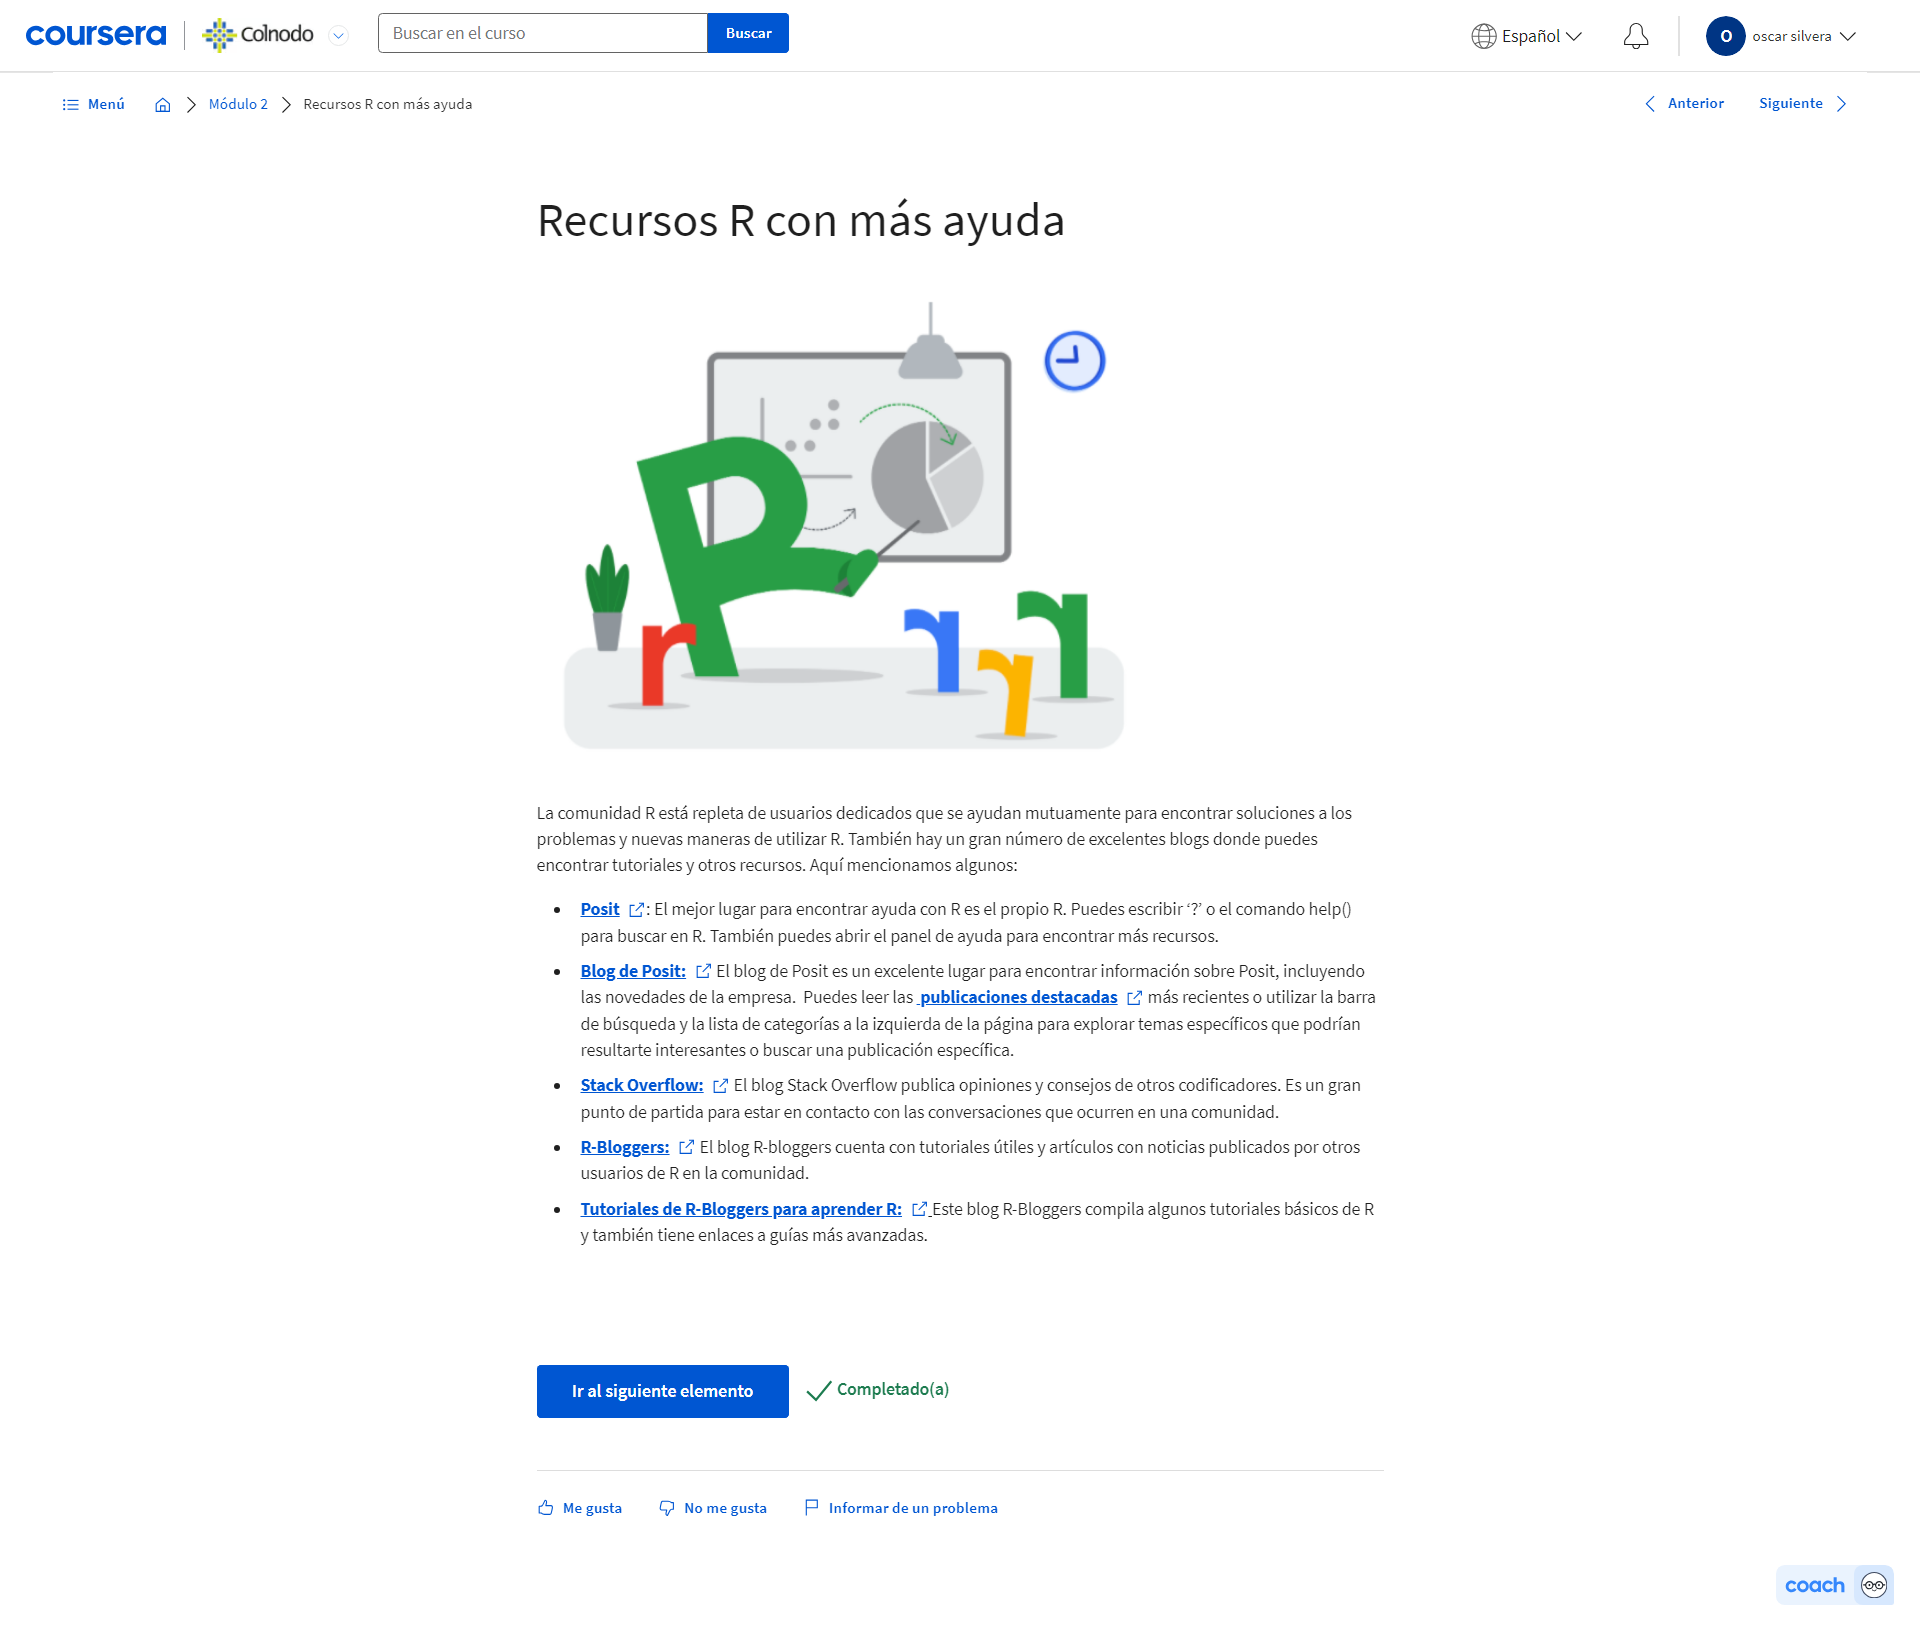 coursera Colnodo Buscar en el curso Buscar Español O oscar silvera
Menú Módulo 2 Recursos R con más ayuda Anterior Siguiente
Recursos R con más ayuda
R
r r r r
La comunidad R está repleta de usuarios dedicados que se ayudan mutuamente para encontrar soluciones a los
problemas y nuevas maneras de utilizar R. También hay un gran número de excelentes blogs donde puedes
encontrar tutoriales y otros recursos. Aquí mencionamos algunos:
• Posit : El mejor lugar para encontrar ayuda con R es el propio R. Puedes escribir ‘?’ o el comando help()
para buscar en R. También puedes abrir el panel de ayuda para encontrar más recursos.
• Blog de Posit: El blog de Posit es un excelente lugar para encontrar información sobre Posit, incluyendo
las novedades de la empresa. Puedes leer las publicaciones destacadas más recientes o utilizar la barra
de búsqueda y la lista de categorías a la izquierda de la página para explorar temas específicos que podrían
resultarte interesantes o buscar una publicación específica.
• Stack Overflow: El blog Stack Overflow publica opiniones y consejos de otros codificadores. Es un gran
punto de partida para estar en contacto con las conversaciones que ocurren en una comunidad.
• R-Bloggers: El blog R-bloggers cuenta con tutoriales útiles y artículos con noticias publicados por otros
usuarios de R en la comunidad.
• Tutoriales de R-Bloggers para aprender R: Este blog R-Bloggers compila algunos tutoriales básicos de R
y también tiene enlaces a guías más avanzadas.
Ir al siguiente elemento Completado(a)
Me gusta No me gusta Informar de un problema
coach